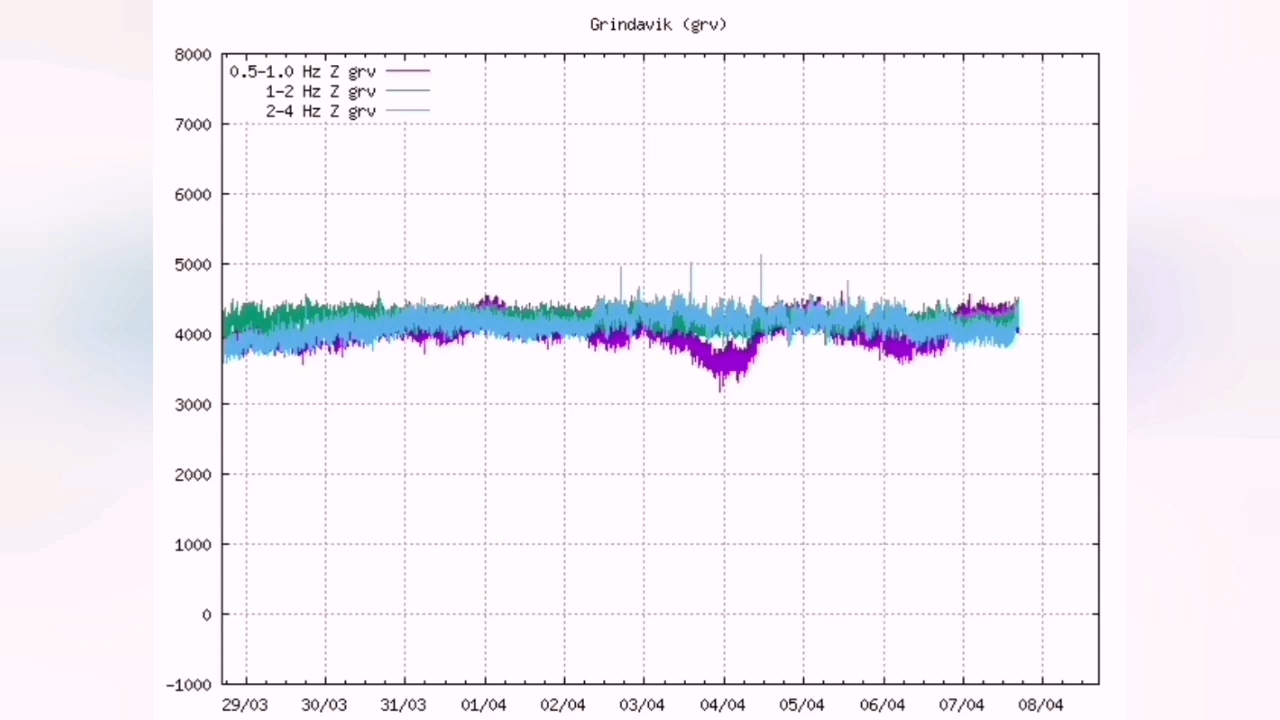 Grindavik (grv)
8000
0.5-1.0 Hz Z grv
1-2 Hz Z grv
2-4 Hz Z grv
7000
6000
5000
4000
3000
2000
1000
0
-1000
29/03 30/03 31/03 01/04 02/04 03/04 04/04 05/04 06/04 07/04 08/04